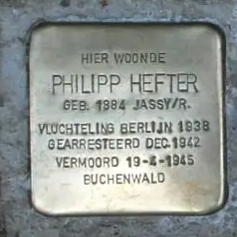 HIER WOONDE
PHILIPP HEFTER
GEB. 1884 JASSY/R.
VLUCHTELING BERLIJN 1938
GEARRESTEERD DEC.1942
VERMOORD 19-4-1945
BUCHENWALD